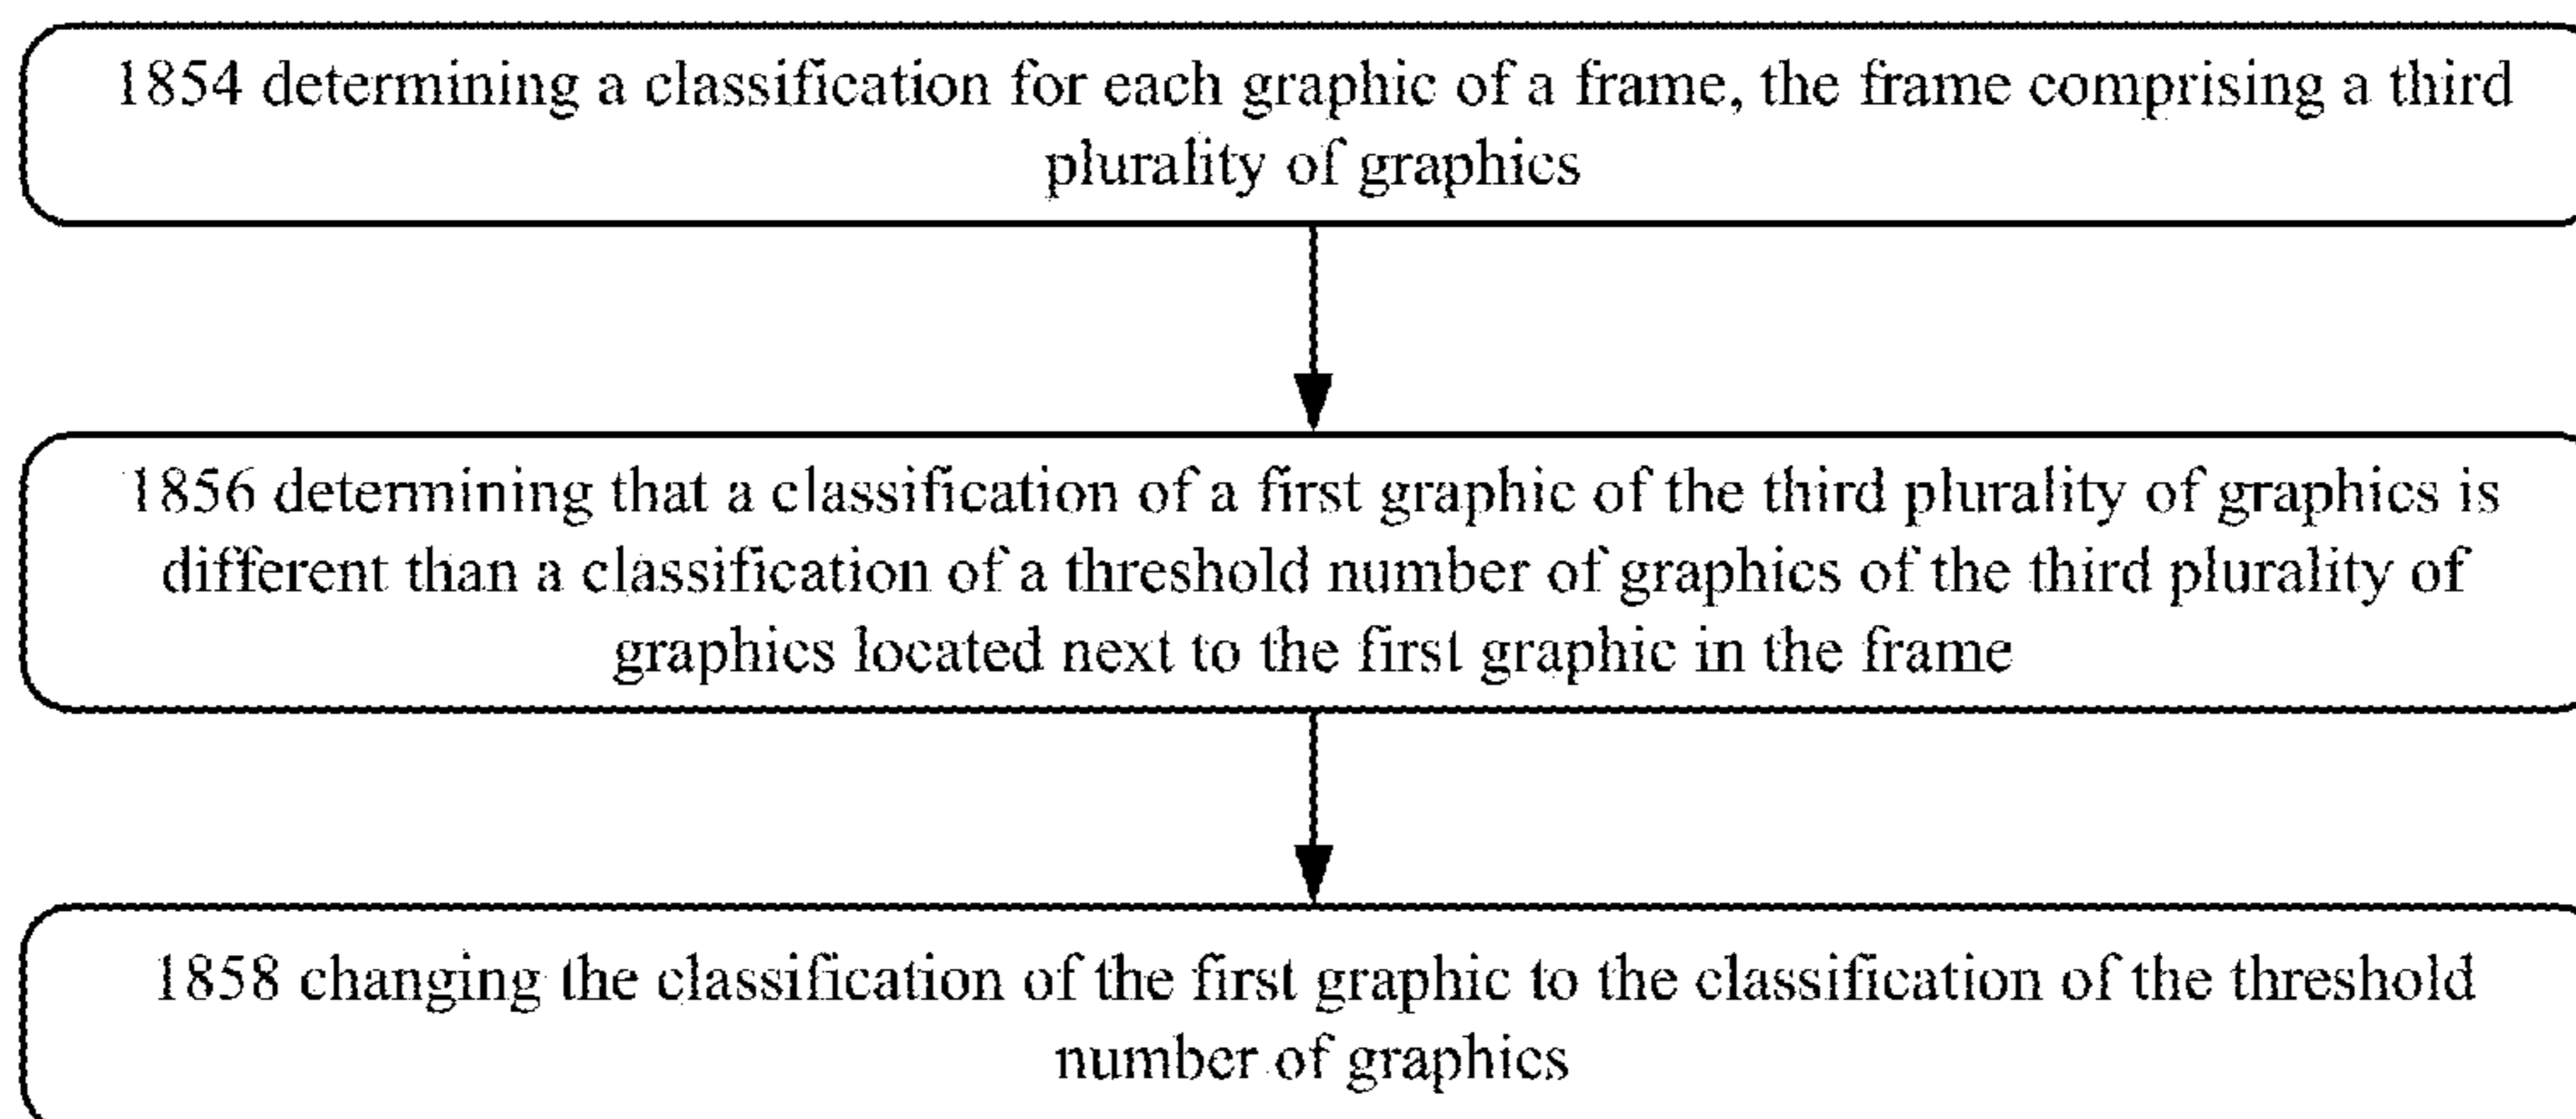 1854 determining a classification for each graphic of a frame, the frame comprising a third
plurality of graphics
1856 determining that a classification of a first graphic of the third plurality of graphics is
different than a classification of a threshold number of graphics of the third plurality of
graphics located next to the first graphic in the frame
1858 changing the classification of the first graphic to the classification of the threshold
number of graphics